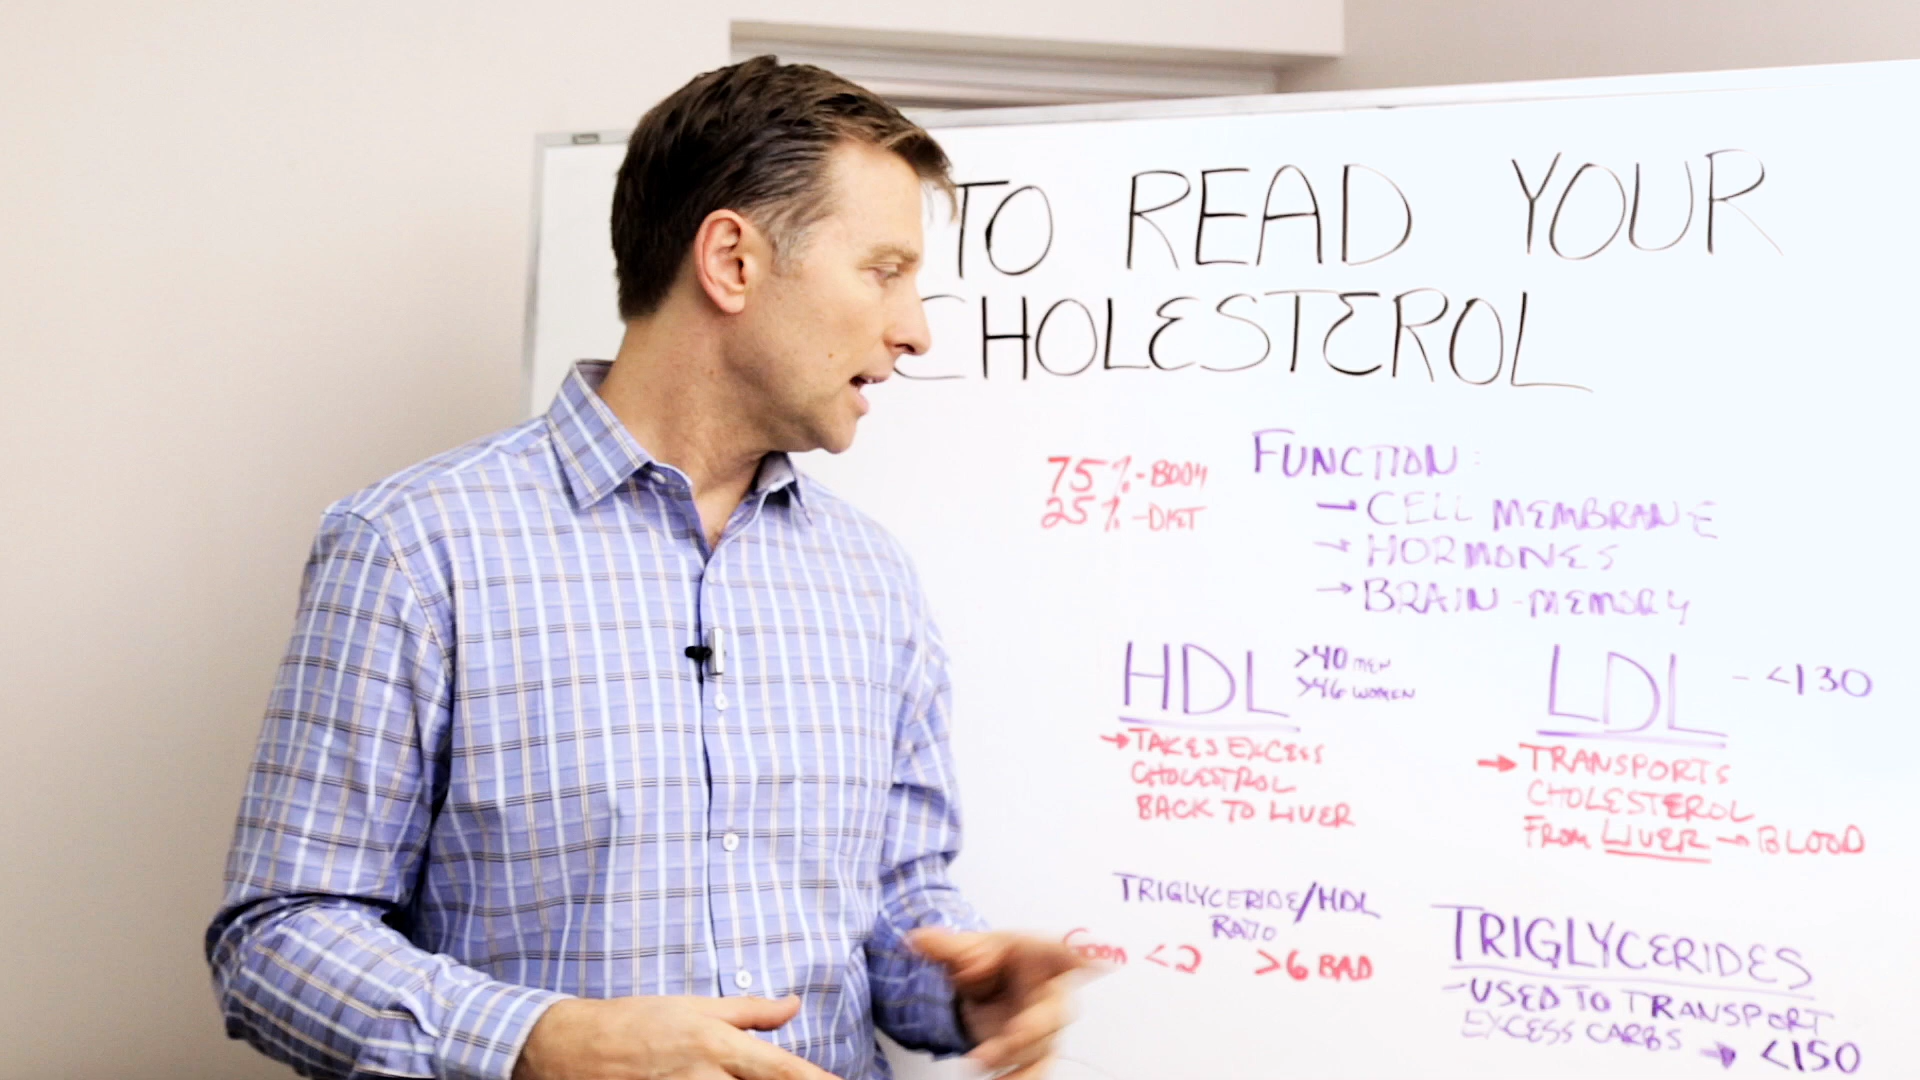 TO READ YOUR
CHOLESTEROL
75%-BODY
25%-DIET
FUNCTION:
→CELL MEMBRANE
→HORMONES
→BRAIN-MEMORY
HDL >40 MEN
>46 WOMEN
→TAKES EXCESS
CHOLESTROL
BACK TO LIVER
LDL - <130
→TRANSPORTS
CHOLESTEROL
FROM LIVER → BLOOD
TRIGLYCERIDE/HDL
RATIO
GOOD <2 >6 BAD
TRIGLYCERIDES
-USED TO TRANSPORT
EXCESS CARBS → <150